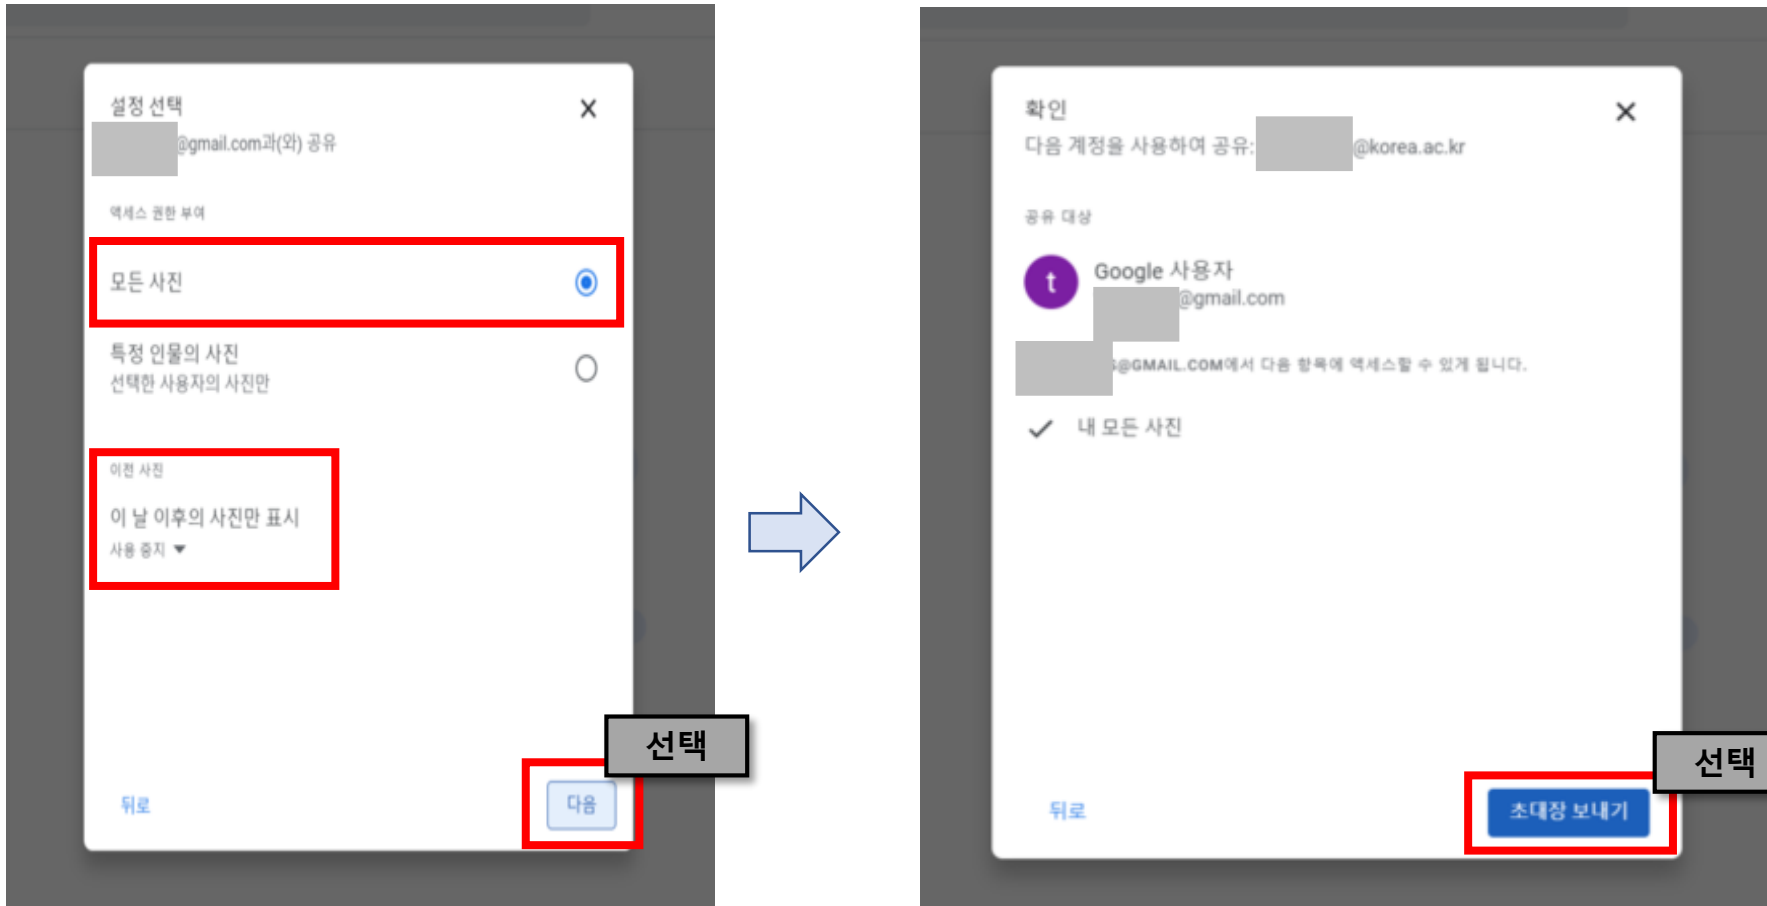 설정 선택
@gmail.com과(와) 공유
액세스 권한 부여
모든 사진
특정 인물의 사진
선택한 사용자의 사진만
이전 사진
이 날 이후의 사진만 표시
사용 중지
선택
뒤로
다음
확인
다음 계정을 사용하여 공유: @korea.ac.kr
공유 대상
t
Google 사용자
@gmail.com
@GMAIL.COM에서 다음 항목에 액세스할 수 있게 됩니다.
내 모든 사진
선택
뒤로
초대장 보내기